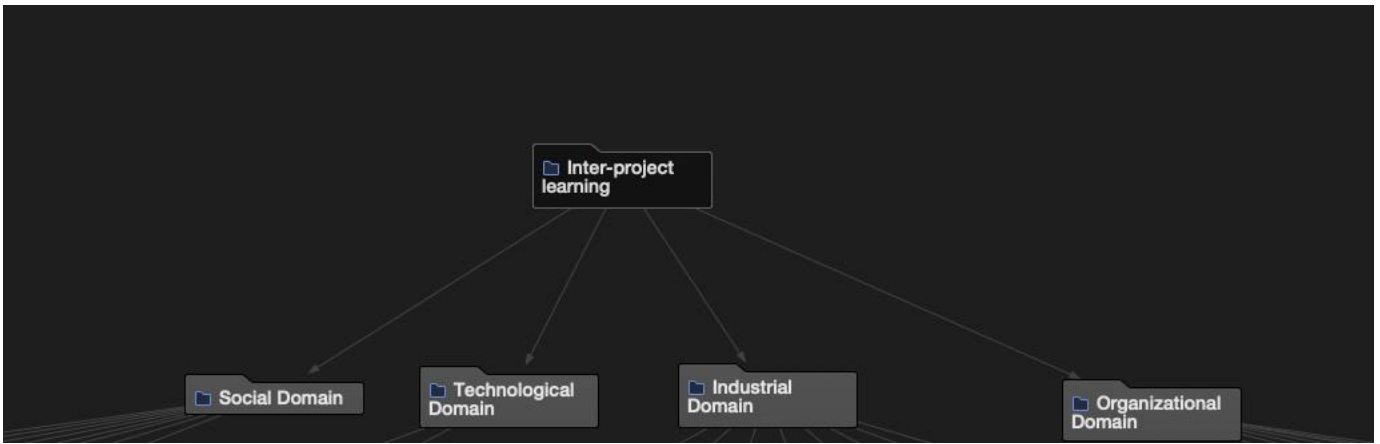 Inter-project
learning
Social Domain
Technological
Domain
Industrial
Domain
Organizational
Domain